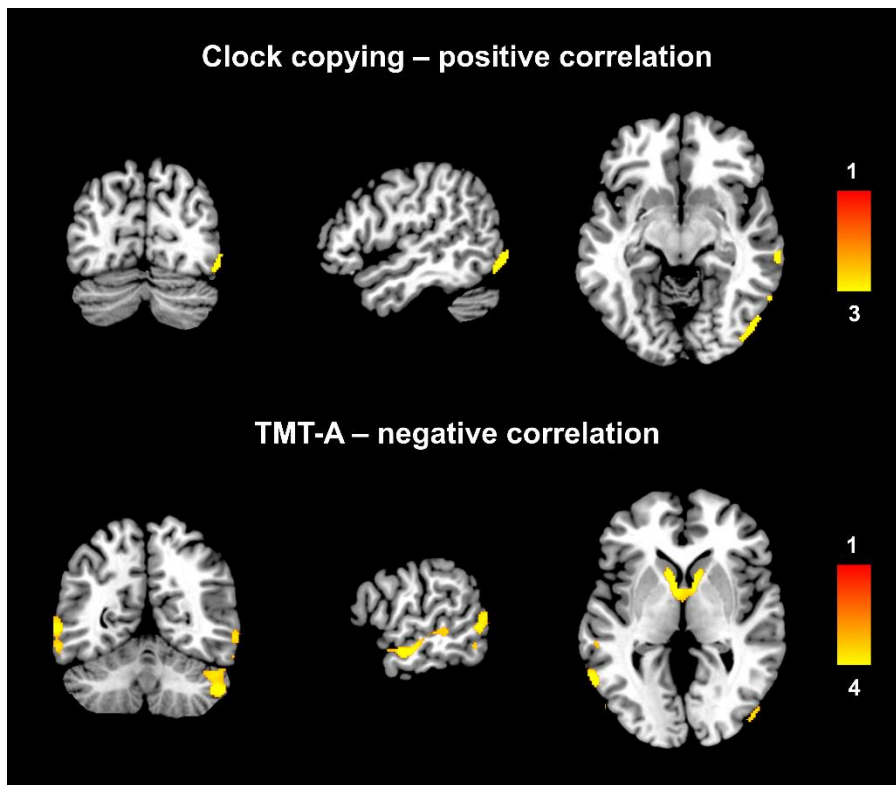 Clock copying – positive correlation
1
3
TMT-A – negative correlation
1
4